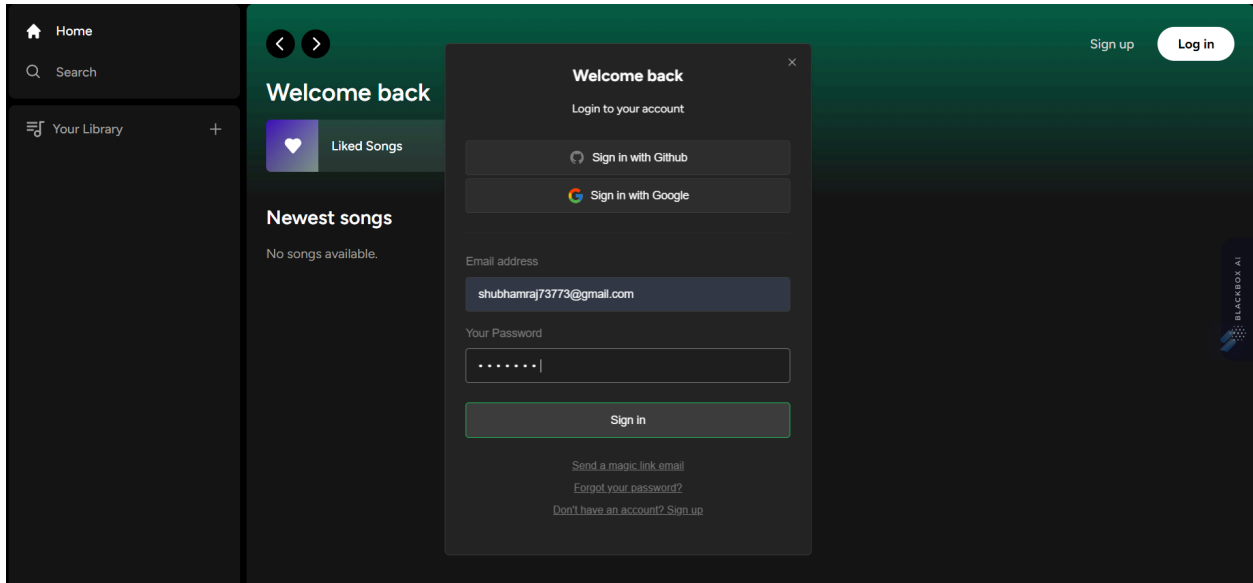 Home
Search
Your Library
Sign up
Log in
Welcome back
Liked Songs
Newest songs
No songs available.
Welcome back
Login to your account
Sign in with Github
Sign in with Google
Email address
shubhamraj73773@gmail.com
Your Password
•••••••
Sign in
Send a magic link email
Forgot your password?
Don't have an account? Sign up
BLACKBOX AI